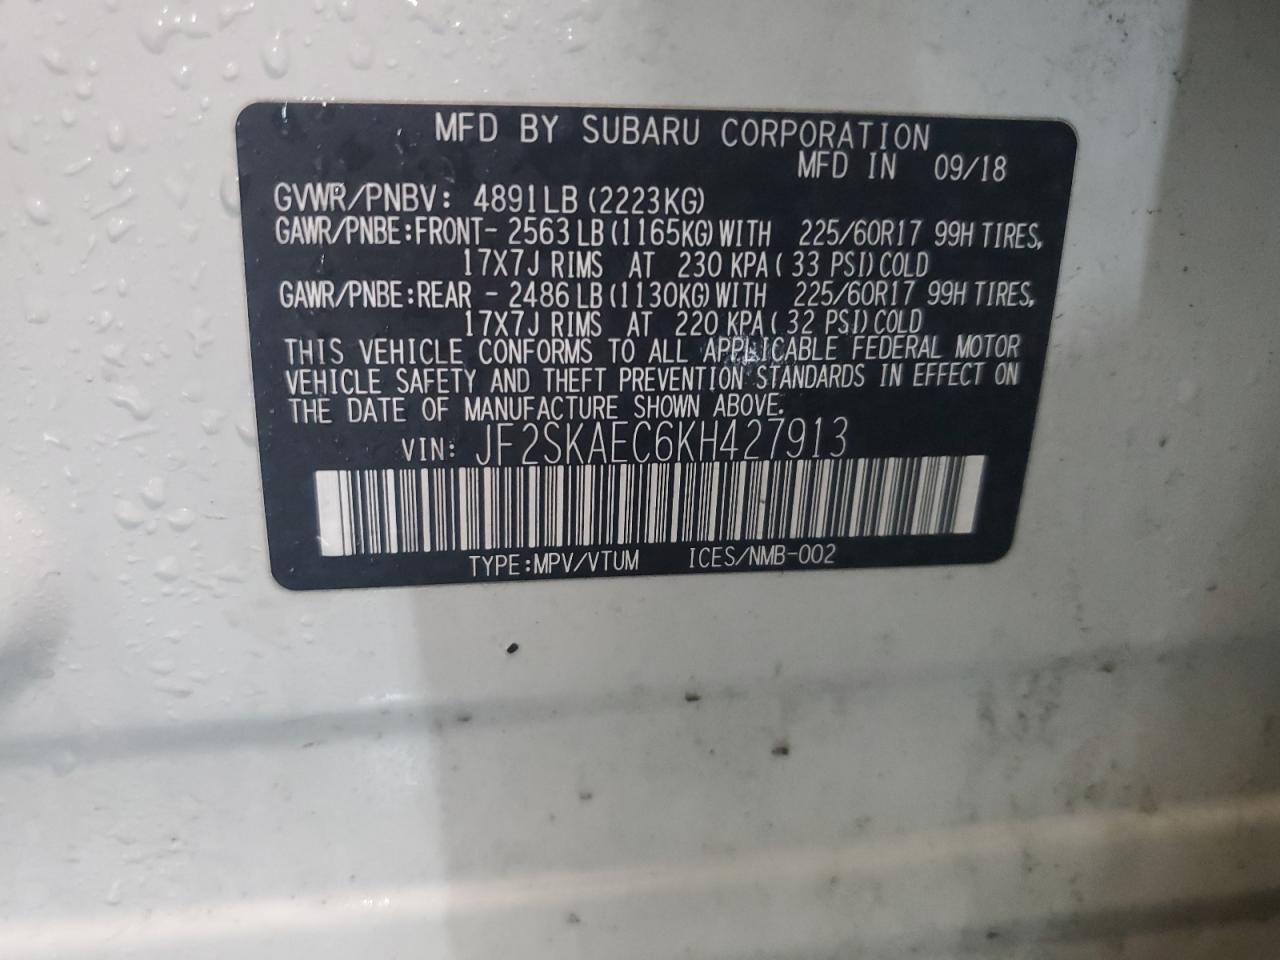 MFD BY SUBARU CORPORATION
MFD IN 09/18
GVWR/PNBV: 4891LB (2223KG)
GAWR/PNBE:FRONT- 2563LB (1165KG) WITH 225/60R17 99H TIRES,
17X7J RIMS AT 230 KPA ( 33 PSI) COLD
GAWR/PNBE:REAR - 2486LB (1130KG) WITH 225/60R17 99H TIRES,
17X7J RIMS AT 220 KPA ( 32 PSI) COLD
THIS VEHICLE CONFORMS TO ALL APPLICABLE FEDERAL MOTOR
VEHICLE SAFETY AND THEFT PREVENTION STANDARDS IN EFFECT ON
THE DATE OF MANUFACTURE SHOWN ABOVE.
VIN: JF2SKAEC6KH427913
TYPE:MPV/VTUM ICES/NMB-002